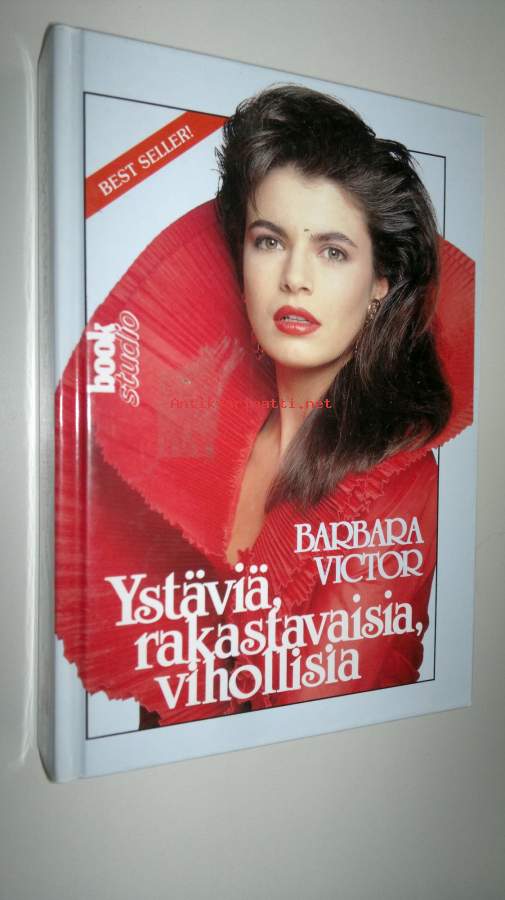 BEST SELLER!
book
studio
BARBARA
VICTOR
Ystäviä,
rakastavaisia,
vihollisia